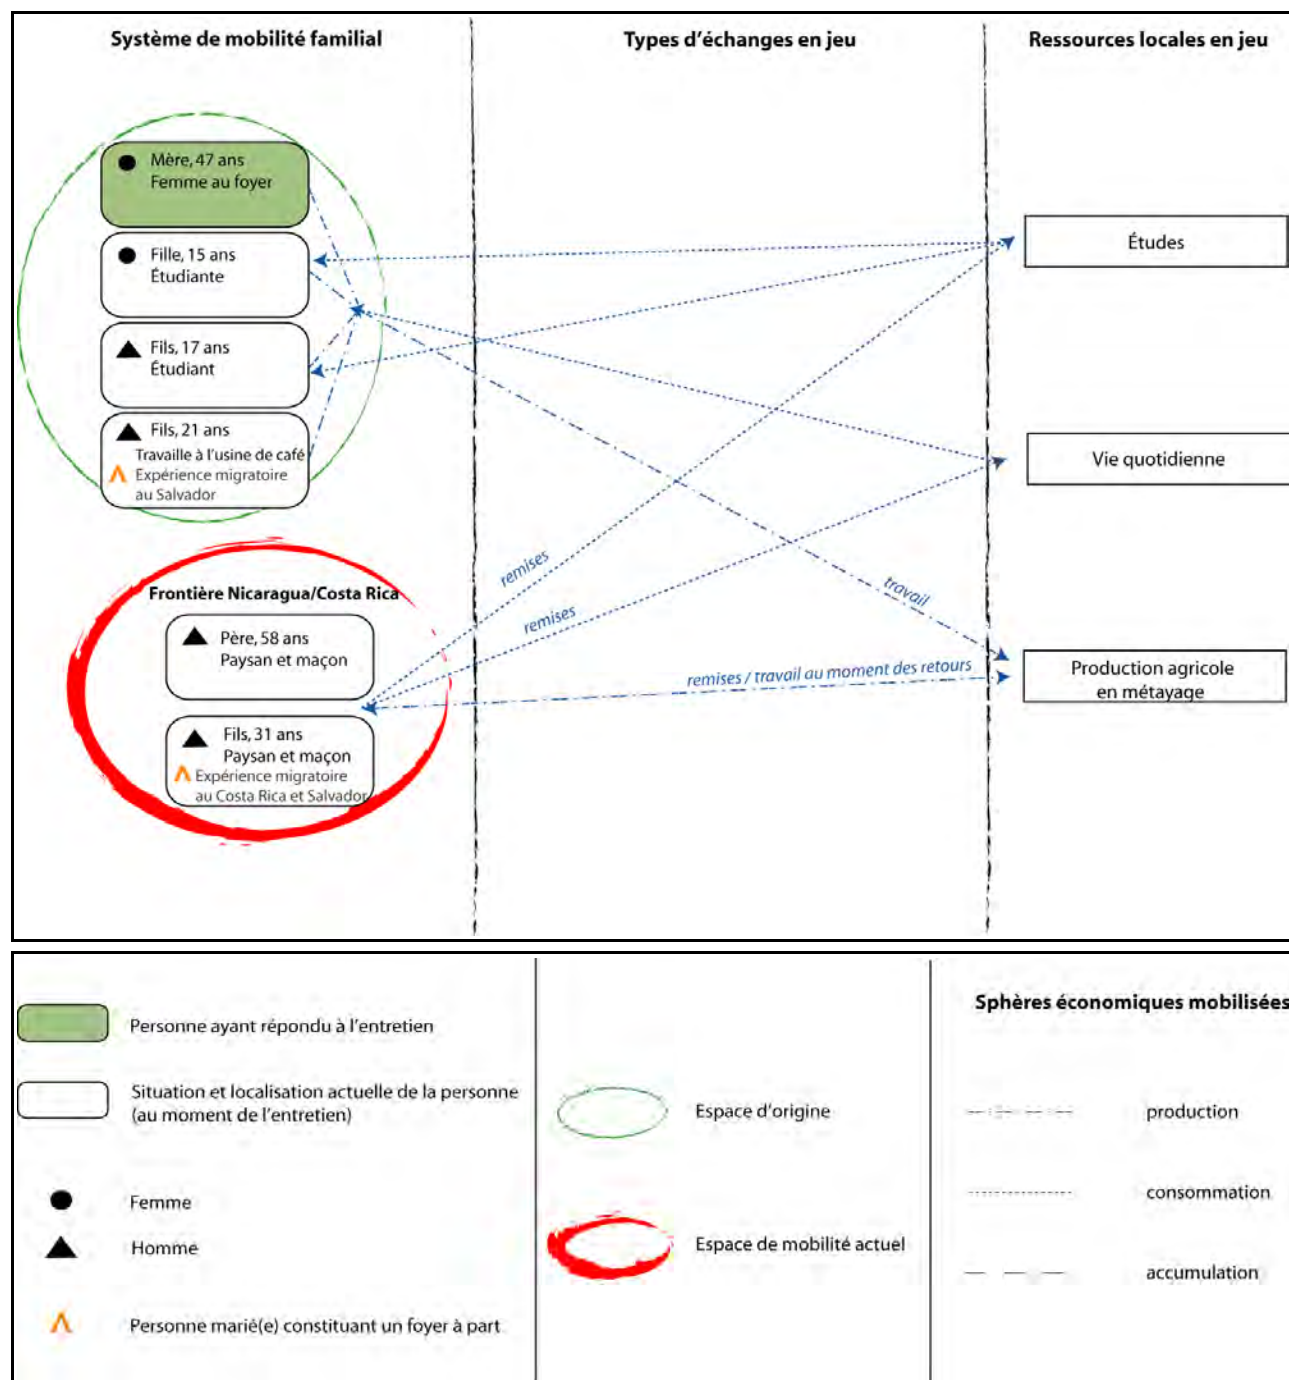 Système de mobilité familial
Types d'échanges en jeu
Ressources locales en jeu
Mère, 47 ans
Femme au foyer
Fille, 15 ans
Étudiante
Fils, 17 ans
Étudiant
Fils, 21 ans
Travaille à l'usine de café
Expérience migratoire
au Salvador
Frontière Nicaragua/Costa Rica
Père, 58 ans
Paysan et maçon
Fils, 31 ans
Paysan et maçon
Expérience migratoire
au Costa Rica et Salvador
remises
remises
travail
remises / travail au moment des retours
Études
Vie quotidienne
Production agricole
en métayage
Personne ayant répondu à l'entretien
Situation et localisation actuelle de la personne
(au moment de l'entretien)
Femme
Homme
Personne marié(e) constituant un foyer à part
Espace d'origine
Espace de mobilité actuel
Sphères économiques mobilisées
production
consommation
accumulation